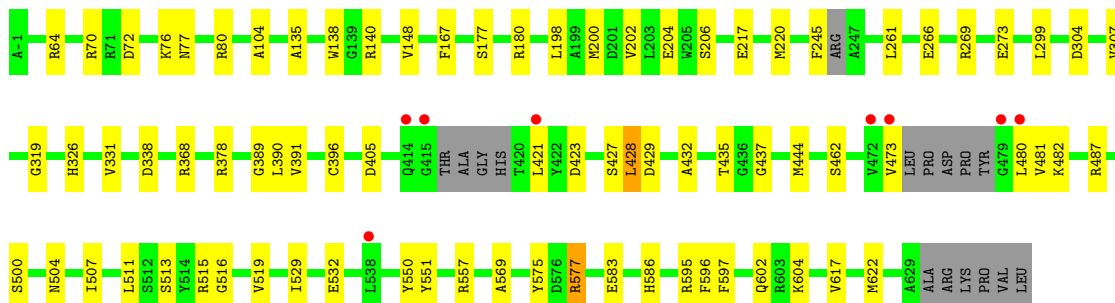 A-1 R64 R70 R71 D72 K76 N77 R80 A104 A135 W138 G139 R140 V148 F167 S177 R180 L198 A199 M200 D201 V202 L203 E204 W205 S206 E217 M220 F245 ARG A247 L261 E266 R269 E273 L299 D304
G319 H326 V331 D338 R368 R378 G389 L390 V391 C396 D405 Q414 G415 THR ALA GLY HIS T420 L421 Y422 D423 S427 L428 D429 A432 T435 G436 G437 M444 S462 V472 V473 LEU PRO ASP PRO TYR G479 L480 V481 K482 R487
S500 N504 I507 L511 S512 S513 Y514 R515 G516 V519 I529 E532 L538 Y550 Y551 R557 A569 Y575 D576 R577 E583 H586 R595 F596 F597 Q602 R603 K604 V617 M622 A629 ALA ARG LYS PRO VAL LEU